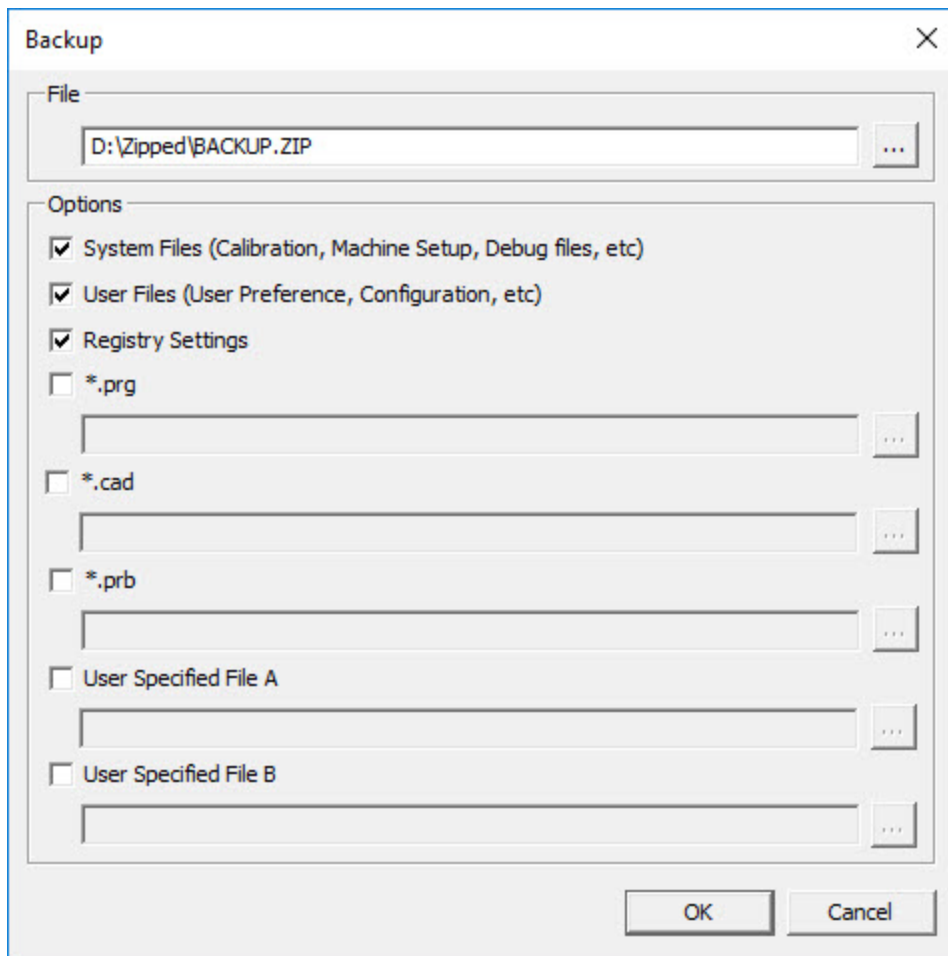 Backup
File
D:\Zipped\BACKUP.ZIP
...
Options
System Files (Calibration, Machine Setup, Debug files, etc)
User Files (User Preference, Configuration, etc)
Registry Settings
*.prg
...
*.cad
...
*.prb
...
User Specified File A
...
User Specified File B
...
OK Cancel